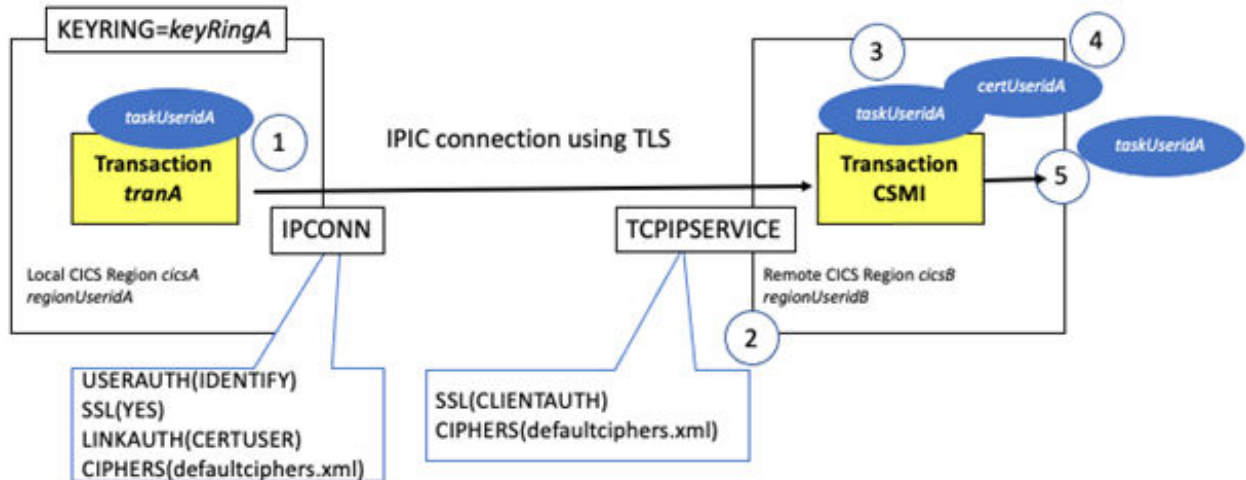 KEYRING=keyRingA
taskUseridA
1
Transaction
tranA
IPCONN
Local CICS Region cicsA
regionUseridA
IPIC connection using TLS
3
4
certUseridA
taskUseridA
taskUseridA
Transaction
CSMI
5
TCPIPSERVICE
Remote CICS Region cicsB
regionUseridB
2
USERAUTH(IDENTIFY)
SSL(YES)
LINKAUTH(CERTUSER)
CIPHERS(defaultciphers.xml)
SSL(CLIENTAUTH)
CIPHERS(defaultciphers.xml)